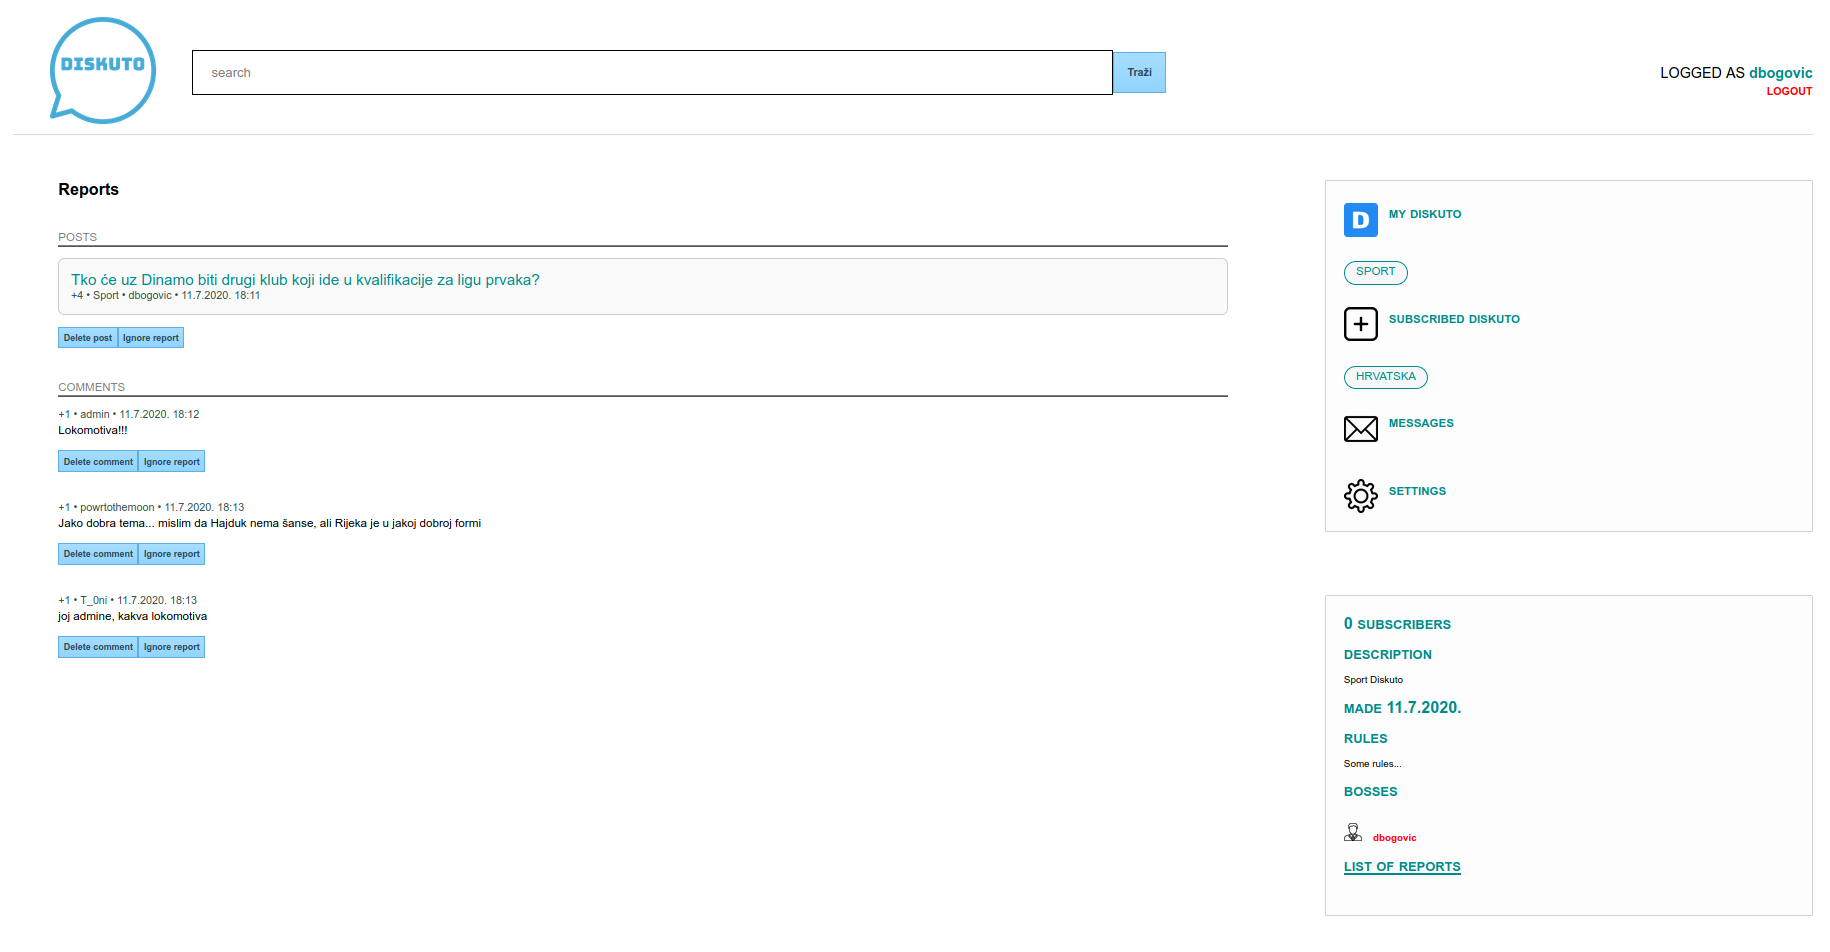 DISKUTO
search
Traži
LOGGED AS dbogovic
LOGOUT
Reports
POSTS
Tko će uz Dinamo biti drugi klub koji ide u kvalifikacije za ligu prvaka?
+4 • Sport • dbogovic • 11.7.2020. 18:11
Delete post Ignore report
COMMENTS
+1 • admin • 11.7.2020. 18:12
Lokomotiva!!!
Delete comment Ignore report
+1 • powrtothemoon • 11.7.2020. 18:13
Jako dobra tema... mislim da Hajduk nema šanse, ali Rijeka je u jakoj dobroj formi
Delete comment Ignore report
+1 • T_0ni • 11.7.2020. 18:13
joj admine, kakva lokomotiva
Delete comment Ignore report
D MY DISKUTO
SPORT
SUBSCRIBED DISKUTO
HRVATSKA
MESSAGES
SETTINGS
0 SUBSCRIBERS
DESCRIPTION
Sport Diskuto
MADE 11.7.2020.
RULES
Some rules...
BOSSES
dbogovic
LIST OF REPORTS